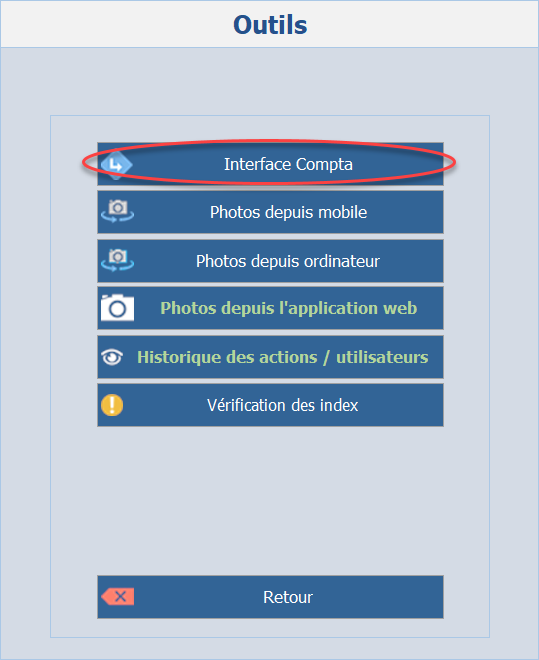 Outils
Interface Compta
Photos depuis mobile
Photos depuis ordinateur
Photos depuis l'application web
Historique des actions / utilisateurs
Vérification des index
Retour